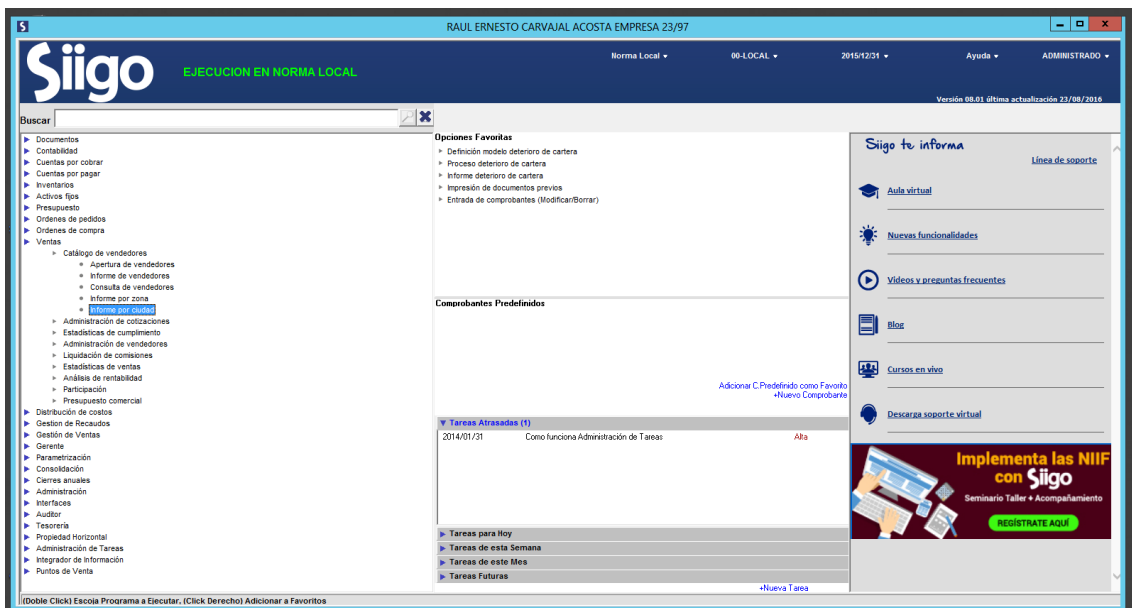 S
RAUL ERNESTO CARVAJAL ACOSTA EMPRESA 23/97
Siigo
EJECUCION EN NORMA LOCAL
Norma Local
00-LOCAL
2015/12/31
Ayuda
ADMINISTRADO
Versión 08.01 última actualización 23/08/2016
Buscar
Documentos
Contabilidad
Cuentas por cobrar
Cuentas por pagar
Inventarios
Activos fijos
Presupuesto
Ordenes de pedidos
Ordenes de compra
Ventas
Catálogo de vendedores
Apertura de vendedores
Informe de vendedores
Consulta de vendedores
Informe por zona
Informe por ciudad
Administración de cotizaciones
Estadísticas de cumplimiento
Administración de vendedores
Liquidación de comisiones
Estadísticas de ventas
Análisis de rentabilidad
Participación
Presupuesto comercial
Distribución de costos
Gestion de Recaudos
Gestión de Ventas
Gerente
Parametrización
Consolidación
Cierres anuales
Administración
Interfaces
Auditor
Tesorería
Propiedad Horizontal
Administración de Tareas
Integrador de Información
Puntos de Venta
Opciones Favoritas
Definición modelo deterioro de cartera
Proceso deterioro de cartera
Informe deterioro de cartera
Impresión de documentos previos
Entrada de comprobantes (Modificar/Borrar)
Comprobantes Predefinidos
Adicionar C.Predefinido como Favorito
+Nuevo Comprobante
Tareas Atrasadas (1)
2014/01/31 Como funciona Administración de Tareas Alta
Tareas para Hoy
Tareas de esta Semana
Tareas de este Mes
Tareas Futuras
+Nueva Tarea
Siigo te informa
Línea de soporte
Aula virtual
Nuevas funcionalidades
Videos y preguntas frecuentes
Blog
Cursos en vivo
Descarga soporte virtual
Implementa las NIIF
con Siigo
Seminario Taller + Acompañamiento
REGÍSTRATE AQUÍ
(Doble Click) Escoja Programa a Ejecutar, (Click Derecho) Adicionar a Favoritos